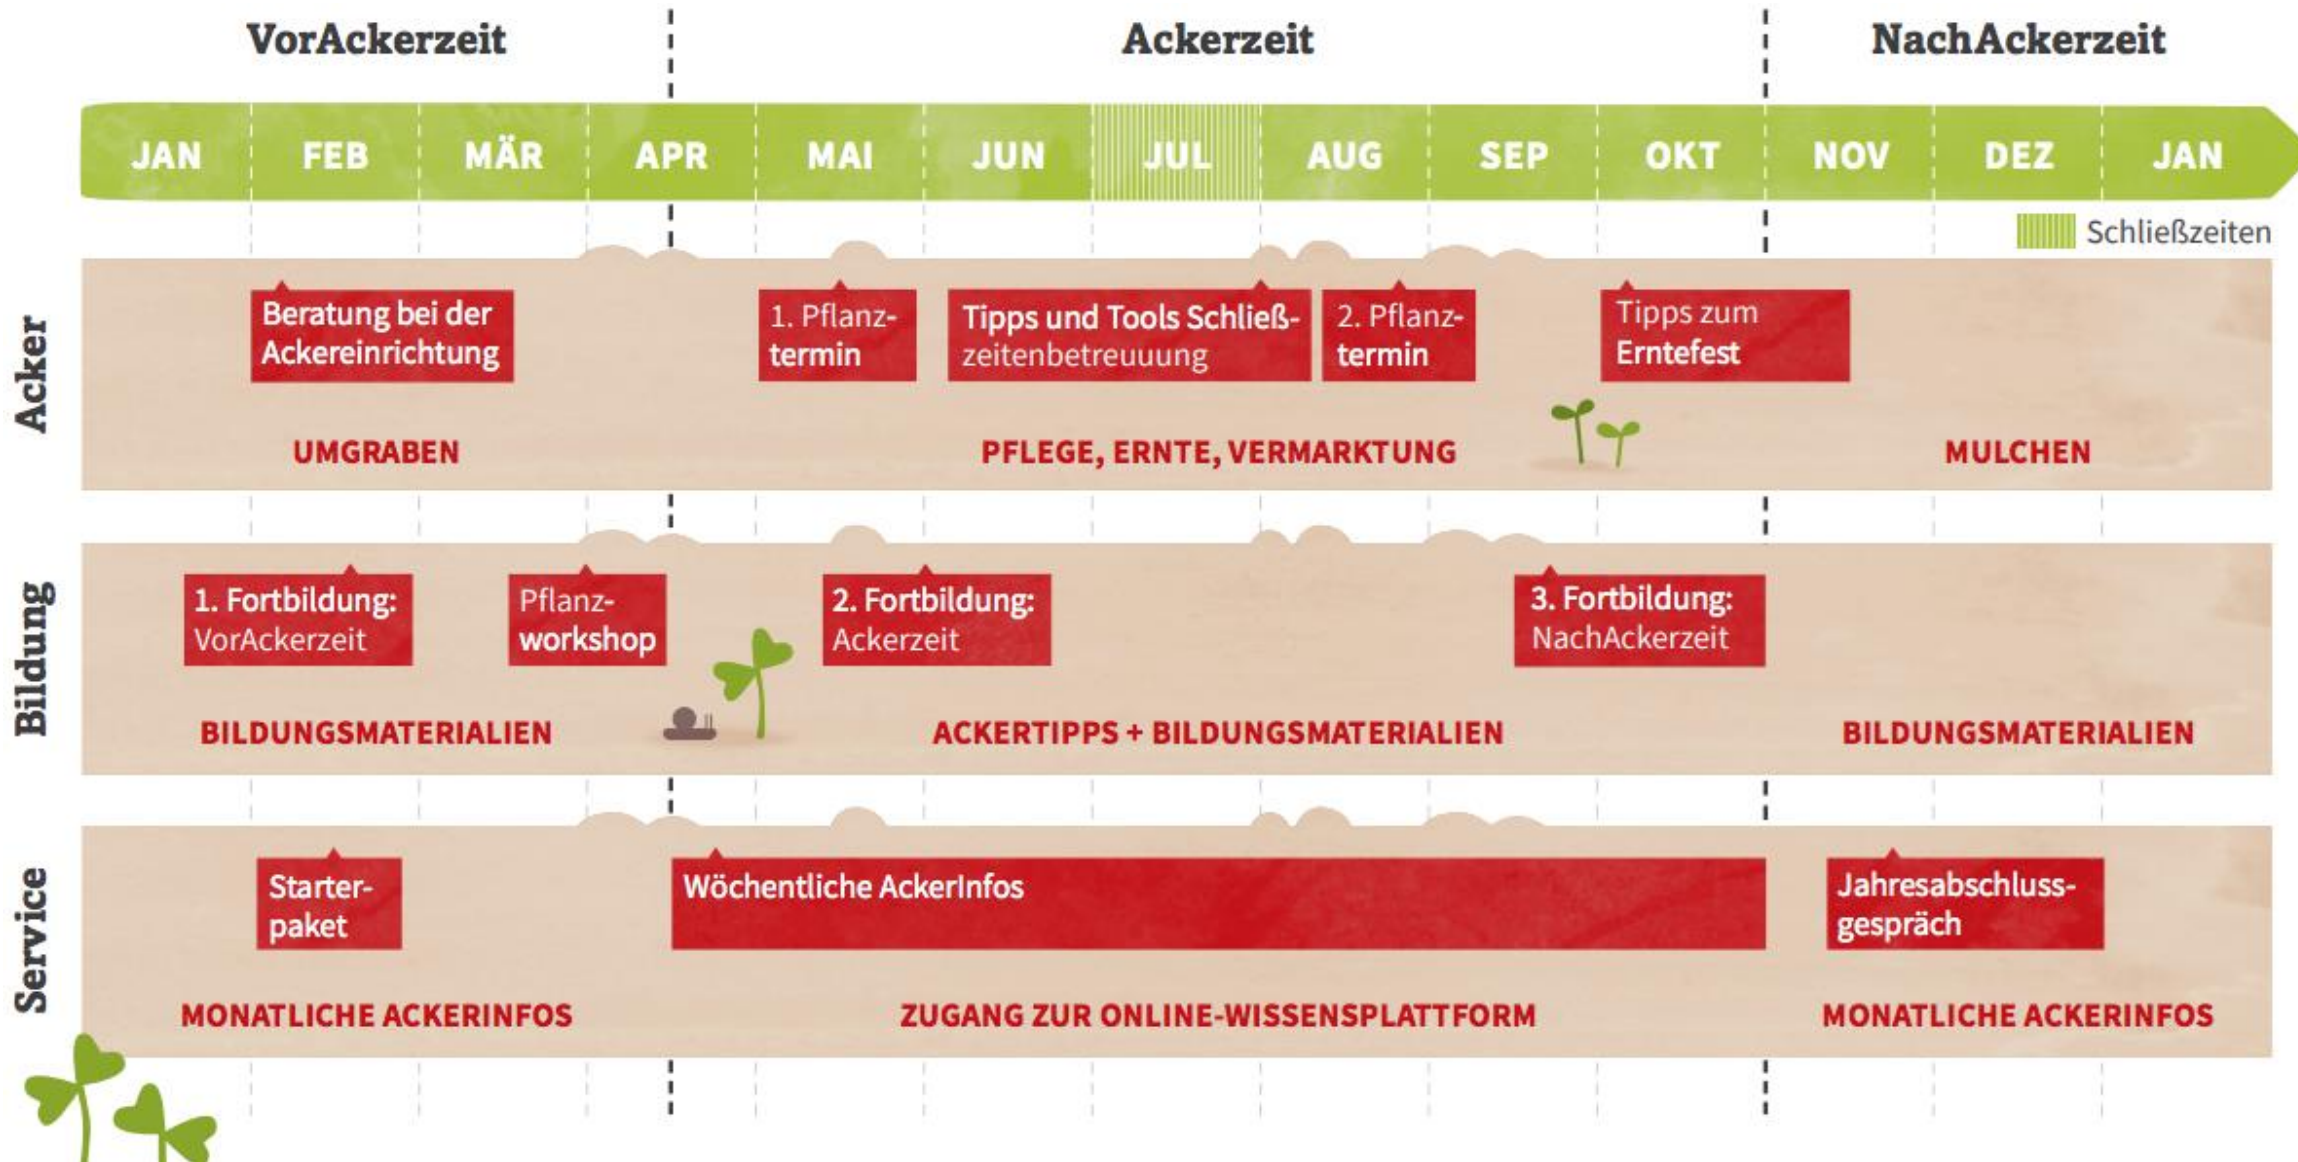 VorAckerzeit
Ackerzeit
NachAckerzeit
JAN
FEB
MÄR
APR
MAI
JUN
JUL
AUG
SEP
OKT
NOV
DEZ
JAN
Schließzeiten
Acker
Beratung bei der
Ackereinrichtung
1. Pflanz-
termin
Tipps und Tools Schließ-
zeitenbetreuuung
2. Pflanz-
termin
Tipps zum
Erntefest
UMGRABEN
PFLEGE, ERNTE, VERMARKTUNG
MULCHEN
Bildung
1. Fortbildung:
VorAckerzeit
Pflanz-
workshop
2. Fortbildung:
Ackerzeit
3. Fortbildung:
NachAckerzeit
BILDUNGSMATERIALIEN
ACKERTIPPS + BILDUNGSMATERIALIEN
BILDUNGSMATERIALIEN
Service
Starter-
paket
Wöchentliche AckerInfos
Jahresabschluss-
gespräch
MONATLICHE ACKERINFOS
ZUGANG ZUR ONLINE-WISSENSPLATTFORM
MONATLICHE ACKERINFOS